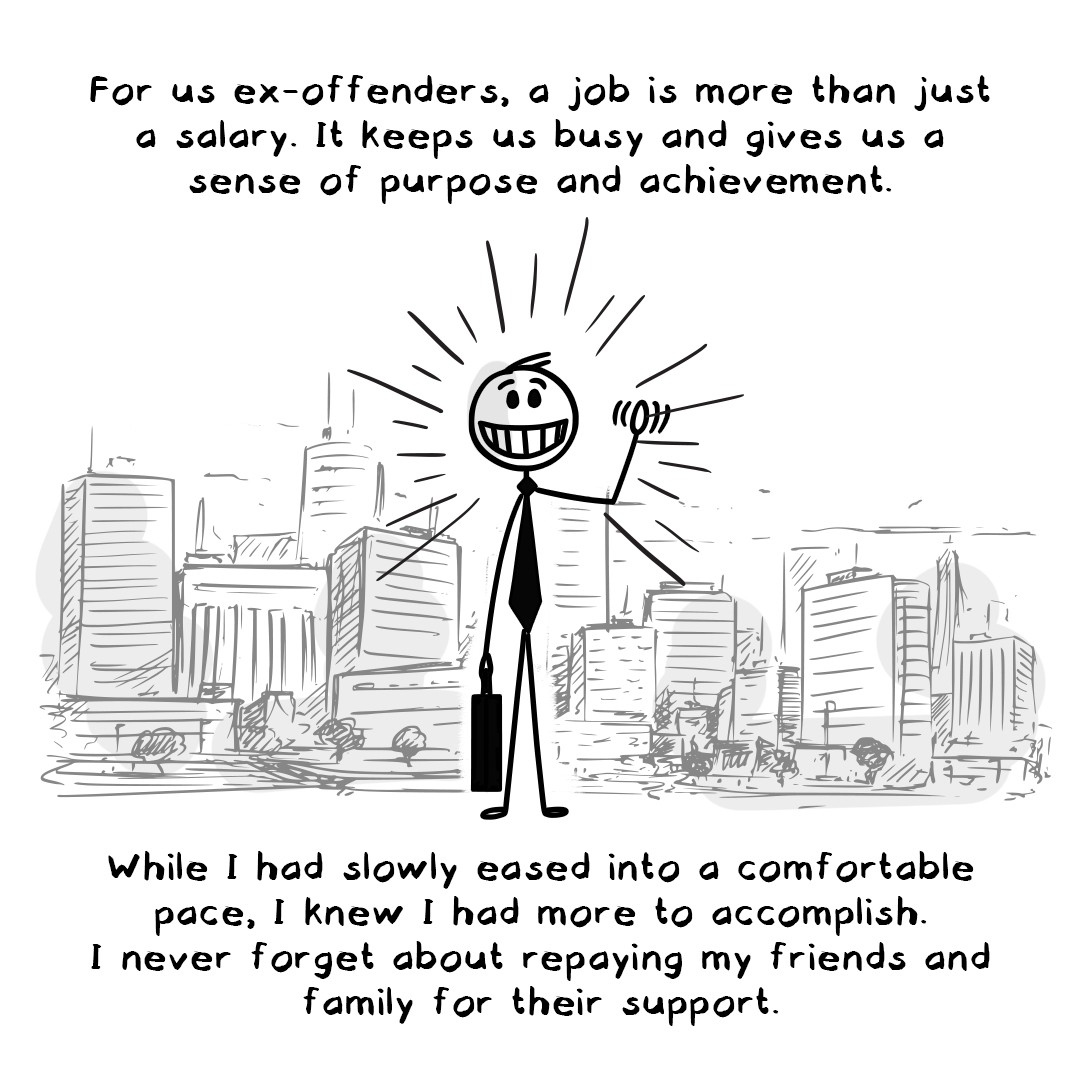 For us ex-offenders, a job is more than just
a salary. It keeps us busy and gives us a
sense of purpose and achievement.
While I had slowly eased into a comfortable
pace, I knew I had more to accomplish.
I never forget about repaying my friends and
family for their support.